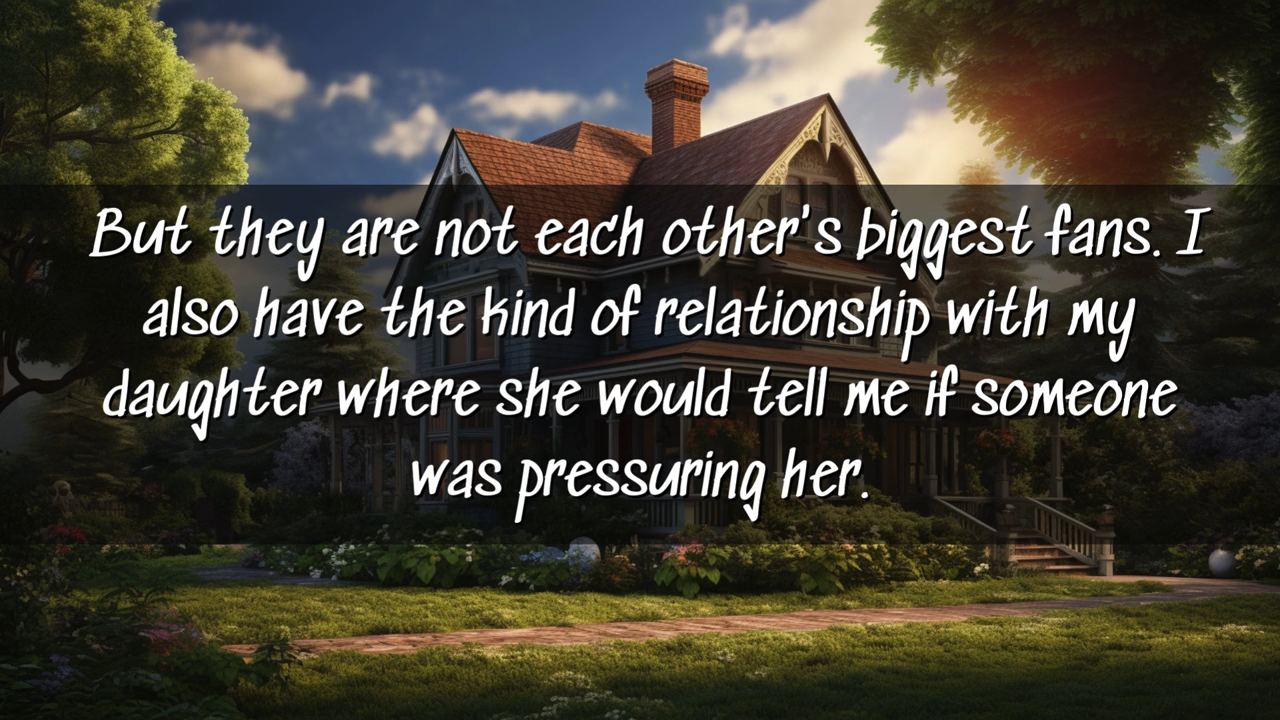 But they are not each other's biggest fans. I
also have the kind of relationship with my
daughter where she would tell me if someone
was pressuring her.